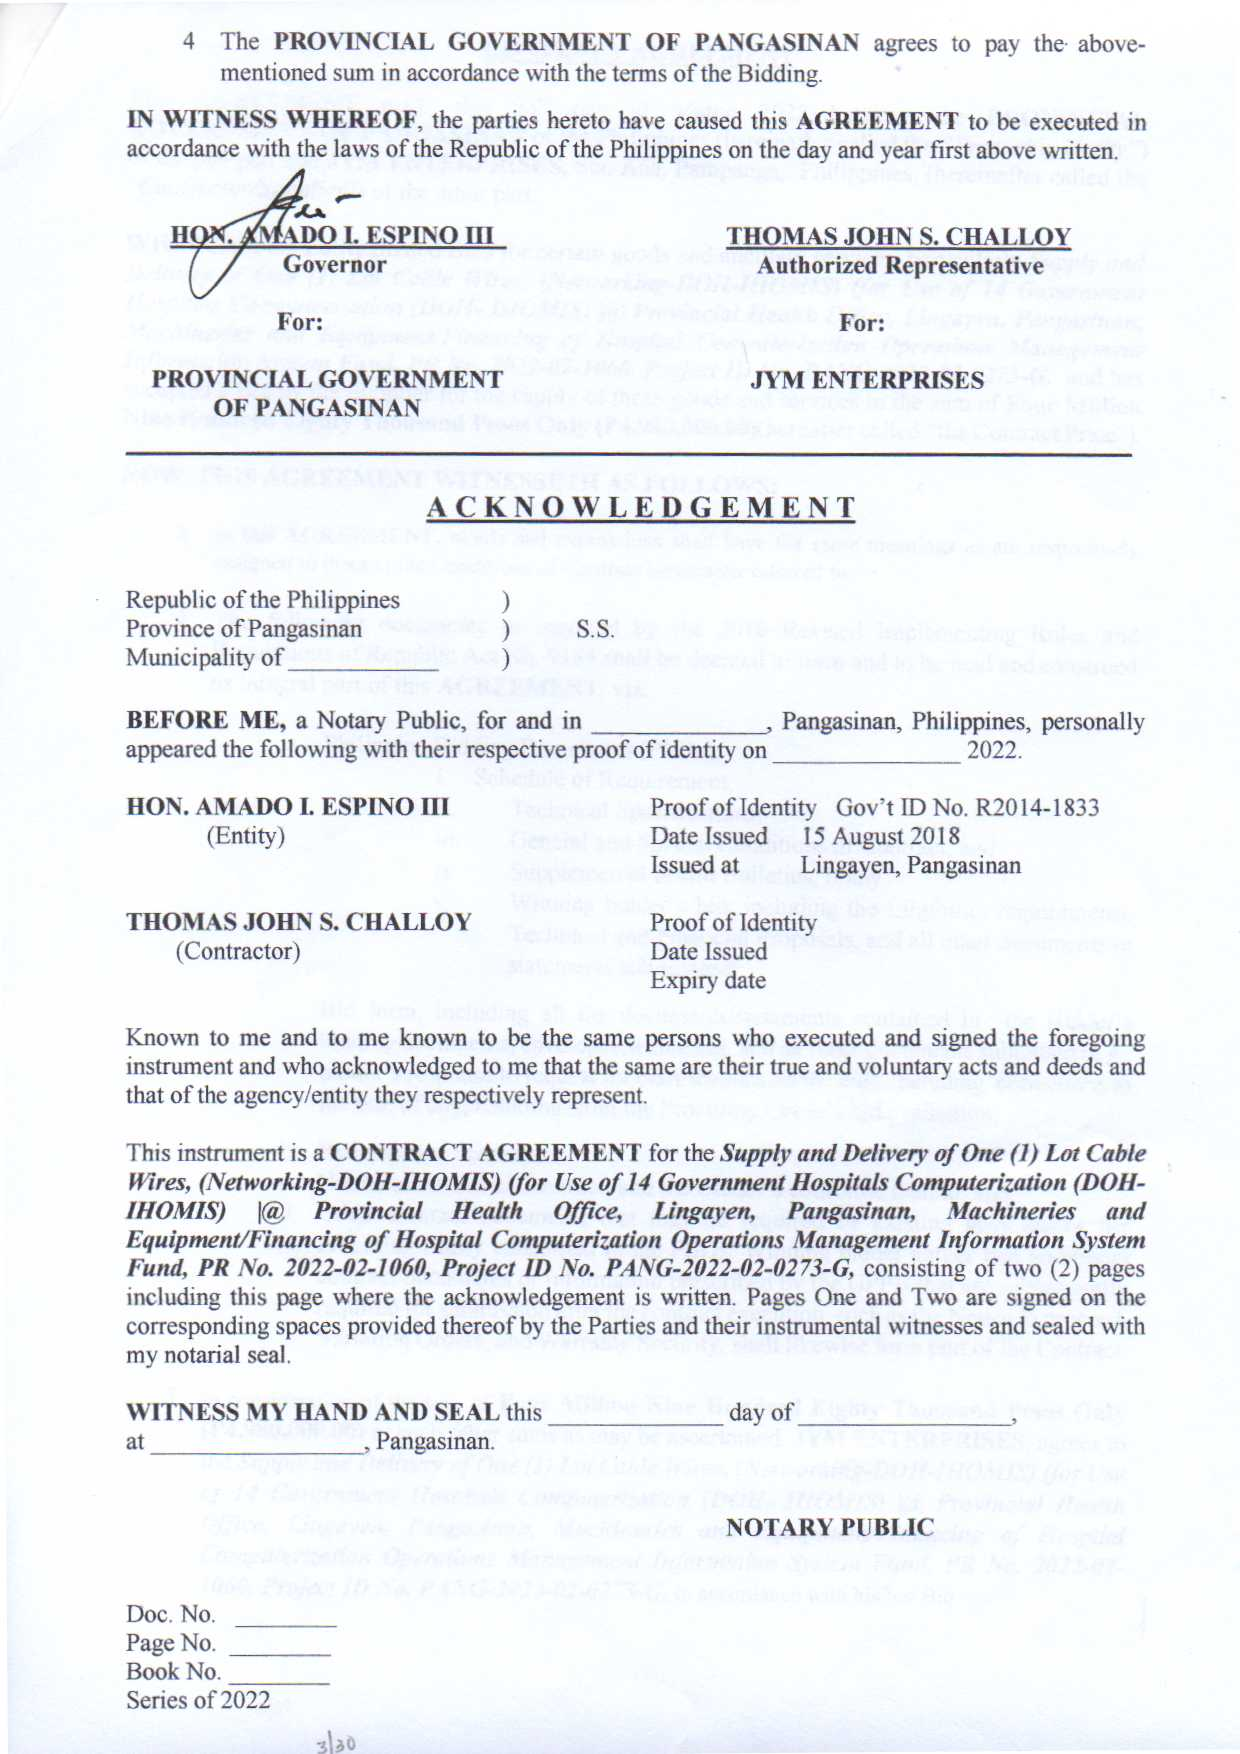 4 The PROVINCIAL GOVERNMENT OF PANGASINAN agrees to pay the above-
mentioned sum in accordance with the terms of the Bidding.
IN WITNESS WHEREOF, the parties hereto have caused this AGREEMENT to be executed in
accordance with the laws of the Republic of the Philippines on the day and year first above written.
HON. AMADO I. ESPINO III THOMAS JOHN S. CHALLOY
Governor Authorized Representative
For: For:
PROVINCIAL GOVERNMENT JYM ENTERPRISES
OF PANGASINAN
ACKNOWLEDGEMENT
Republic of the Philippines )
Province of Pangasinan ) S.S.
Municipality of ________________ )
BEFORE ME, a Notary Public, for and in ______________, Pangasinan, Philippines, personally
appeared the following with their respective proof of identity on _______________ 2022.
HON. AMADO I. ESPINO III Proof of Identity Gov't ID No. R2014-1833
(Entity) Date Issued 15 August 2018
Issued at Lingayen, Pangasinan
THOMAS JOHN S. CHALLOY Proof of Identity
(Contractor) Date Issued
Expiry date
Known to me and to me known to be the same persons who executed and signed the foregoing
instrument and who acknowledged to me that the same are their true and voluntary acts and deeds and
that of the agency/entity they respectively represent.
This instrument is a CONTRACT AGREEMENT for the Supply and Delivery of One (1) Lot Cable
Wires, (Networking-DOH-IHOMIS) (for Use of 14 Government Hospitals Computerization (DOH-
IHOMIS) |@ Provincial Health Office, Lingayen, Pangasinan, Machineries and
Equipment/Financing of Hospital Computerization Operations Management Information System
Fund, PR No. 2022-02-1060, Project ID No. PANG-2022-02-0273-G, consisting of two (2) pages
including this page where the acknowledgement is written. Pages One and Two are signed on the
corresponding spaces provided thereof by the Parties and their instrumental witnesses and sealed with
my notarial seal.
WITNESS MY HAND AND SEAL this ______________ day of _________________,
at _________________, Pangasinan.
NOTARY PUBLIC
Doc. No. ________
Page No. ________
Book No. ________
Series of 2022
3/30